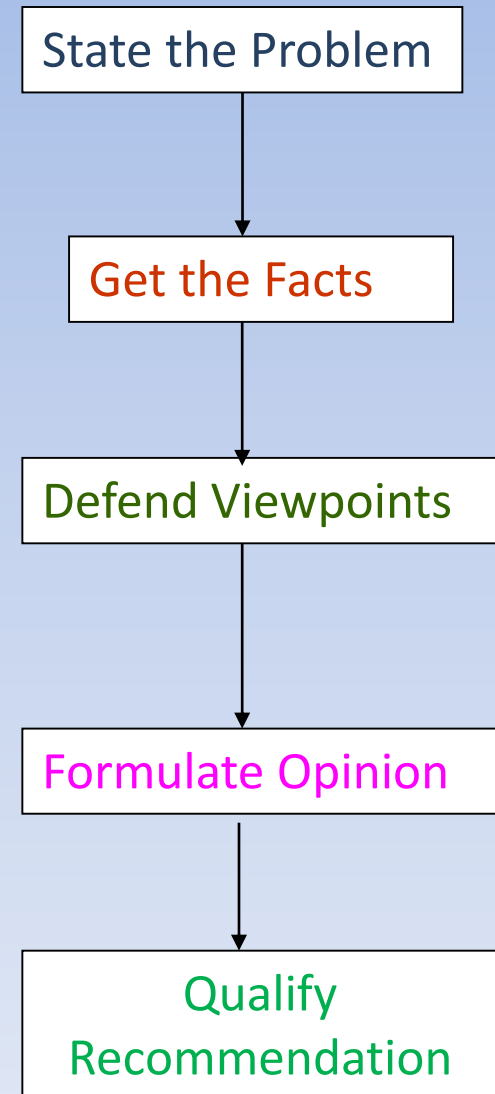 State the Problem
Get the Facts
Defend Viewpoints
Formulate Opinion
Qualify
Recommendation